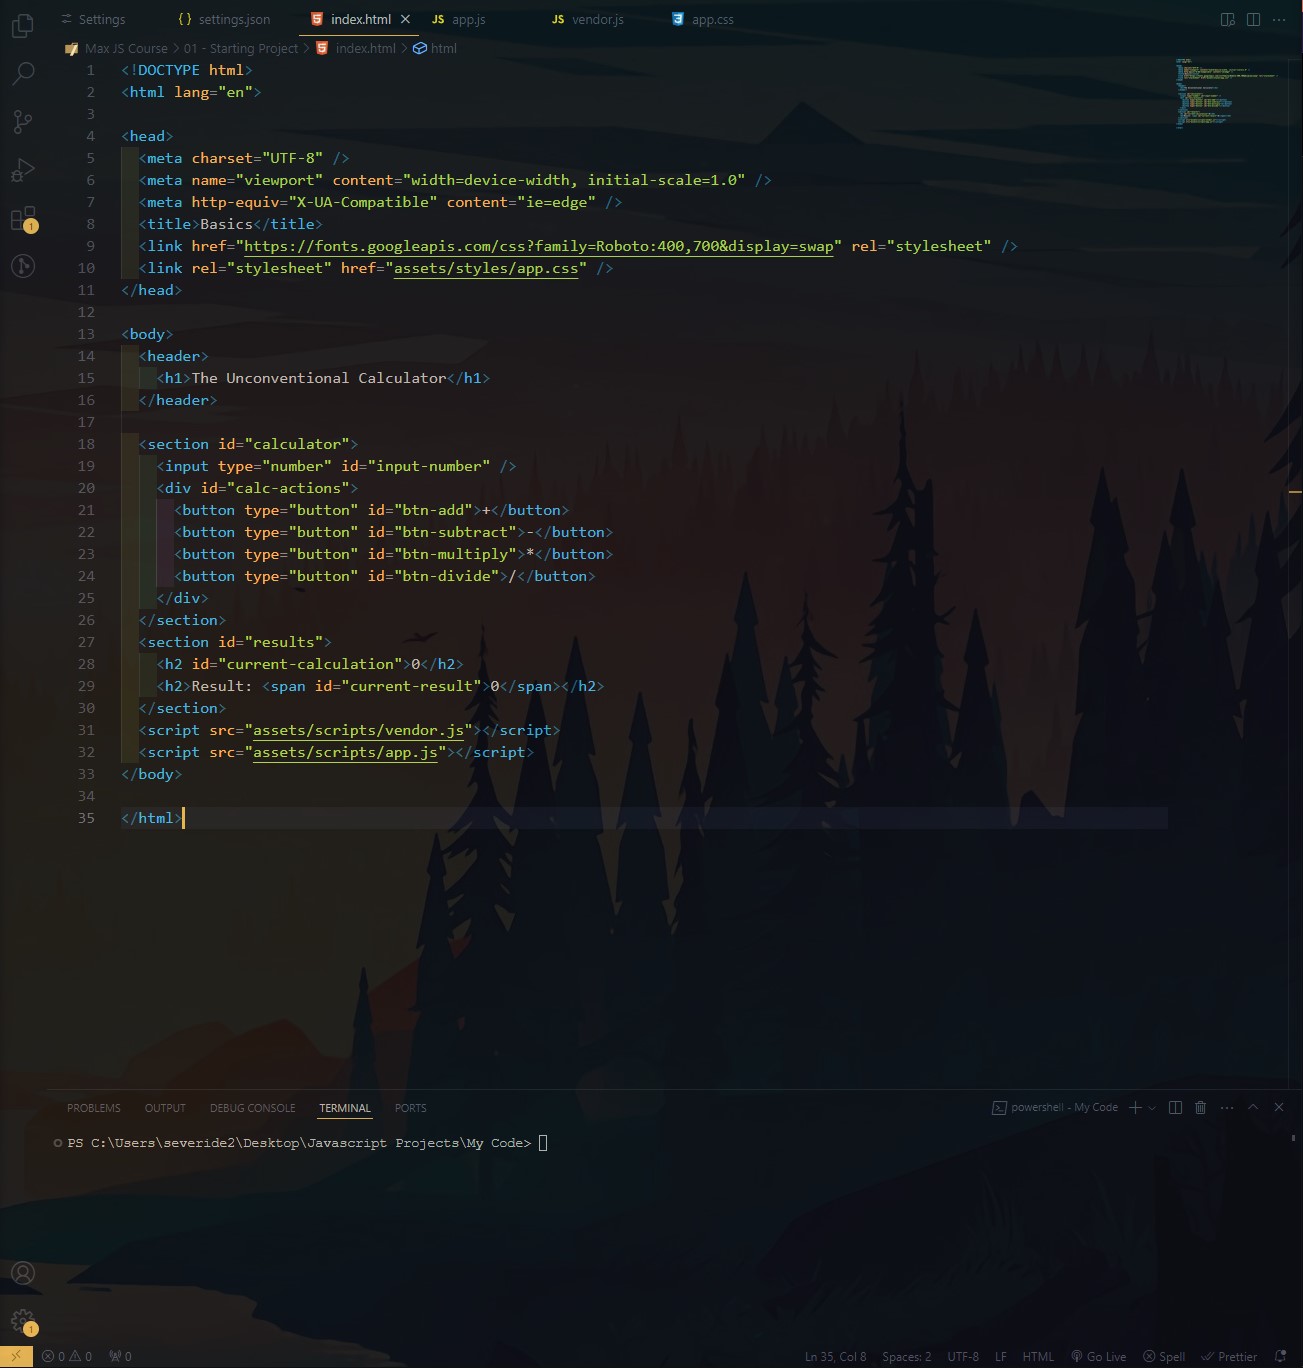 Settings
{} settings.json
index.html
JS app.js
JS vendor.js
app.css
Max JS Course > 01 - Starting Project > index.html > html
1 <!DOCTYPE html>
2 <html lang="en">
3
4 <head>
5 <meta charset="UTF-8" />
6 <meta name="viewport" content="width=device-width, initial-scale=1.0" />
7 <meta http-equiv="X-UA-Compatible" content="ie=edge" />
8 <title>Basics</title>
9 <link href="https://fonts.googleapis.com/css?family=Roboto:400,700&display=swap" rel="stylesheet" />
10 <link rel="stylesheet" href="assets/styles/app.css" />
11 </head>
12
13 <body>
14 <header>
15 <h1>The Unconventional Calculator</h1>
16 </header>
17
18 <section id="calculator">
19 <input type="number" id="input-number" />
20 <div id="calc-actions">
21 <button type="button" id="btn-add">+</button>
22 <button type="button" id="btn-subtract">-</button>
23 <button type="button" id="btn-multiply">*</button>
24 <button type="button" id="btn-divide">/</button>
25 </div>
26 </section>
27 <section id="results">
28 <h2 id="current-calculation">0</h2>
29 <h2>Result: <span id="current-result">0</span></h2>
30 </section>
31 <script src="assets/scripts/vendor.js"></script>
32 <script src="assets/scripts/app.js"></script>
33 </body>
34
35 </html>
1
PROBLEMS OUTPUT DEBUG CONSOLE TERMINAL PORTS
powershell - My Code
PS C:\Users\severide2\Desktop\Javascript Projects\My Code>
1
0 0 0
Ln 35, Col 8 Spaces: 2 UTF-8 LF HTML Go Live Spell Prettier